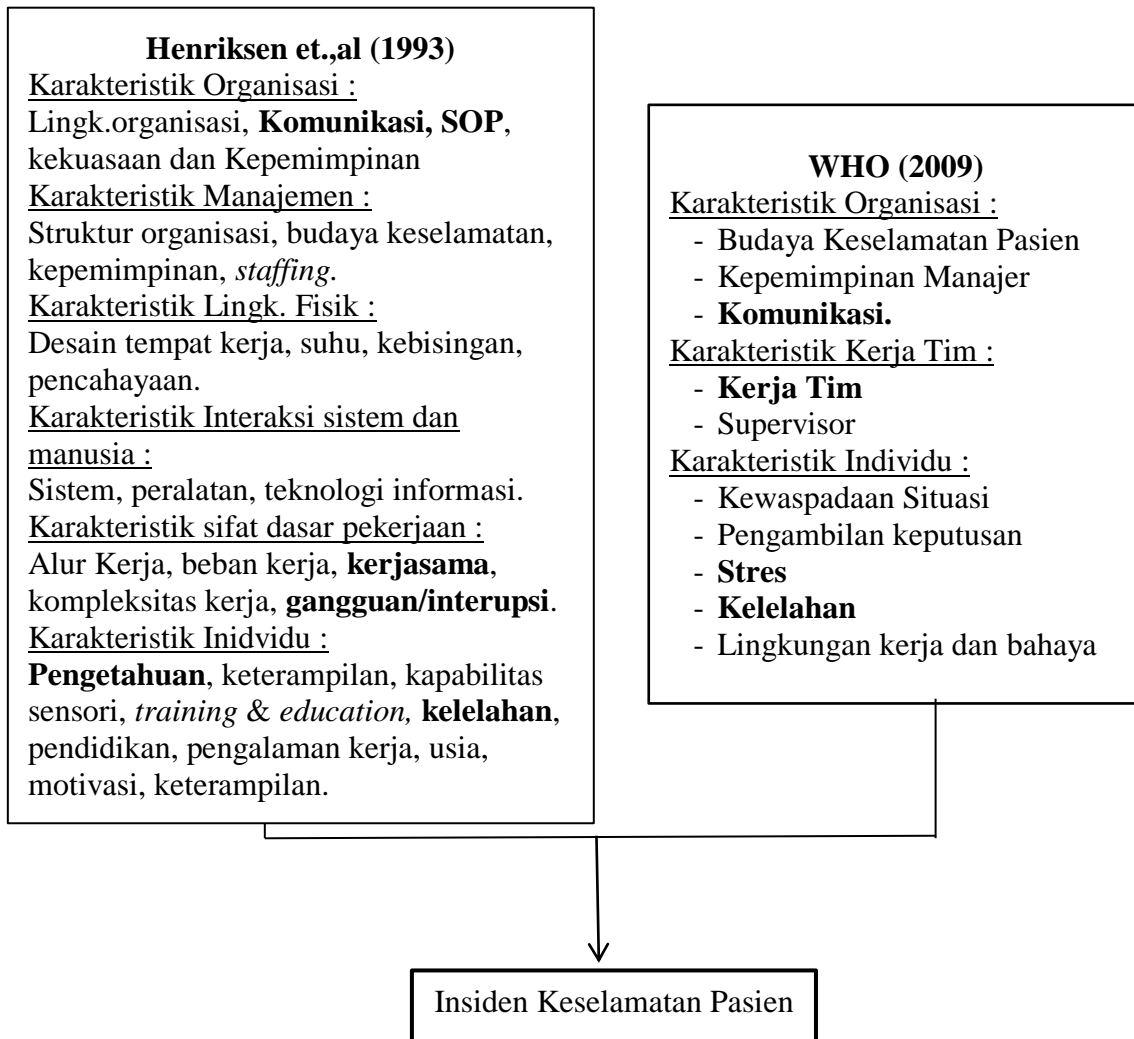 Henriksen et.,al (1993)
Karakteristik Organisasi :
Lingk.organisasi, Komunikasi, SOP,
kekuasaan dan Kepemimpinan
Karakteristik Manajemen :
Struktur organisasi, budaya keselamatan,
kepemimpinan, staffing.
Karakteristik Lingk. Fisik :
Desain tempat kerja, suhu, kebisingan,
pencahayaan.
Karakteristik Interaksi sistem dan
manusia :
Sistem, peralatan, teknologi informasi.
Karakteristik sifat dasar pekerjaan :
Alur Kerja, beban kerja, kerjasama,
kompleksitas kerja, gangguan/interupsi.
Karakteristik Inidvidu :
Pengetahuan, keterampilan, kapabilitas
sensori, training & education, kelelahan,
pendidikan, pengalaman kerja, usia,
motivasi, keterampilan.
WHO (2009)
Karakteristik Organisasi :
- Budaya Keselamatan Pasien
- Kepemimpinan Manajer
- Komunikasi.
Karakteristik Kerja Tim :
- Kerja Tim
- Supervisor
Karakteristik Individu :
- Kewaspadaan Situasi
- Pengambilan keputusan
- Stres
- Kelelahan
- Lingkungan kerja dan bahaya
Insiden Keselamatan Pasien